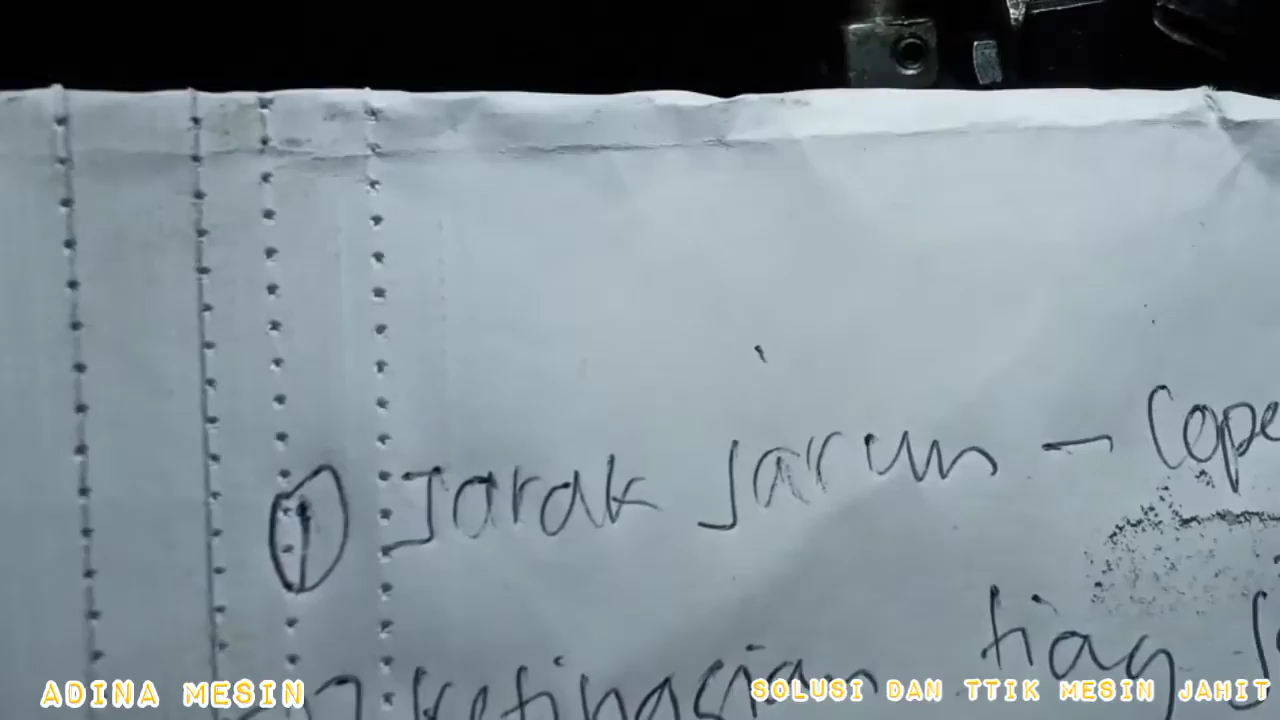 ① Jarak Jarum - Cope
ketinggian tiang
ADINA MESIN
SOLUSI DAN TTIK MESIN JAHIT